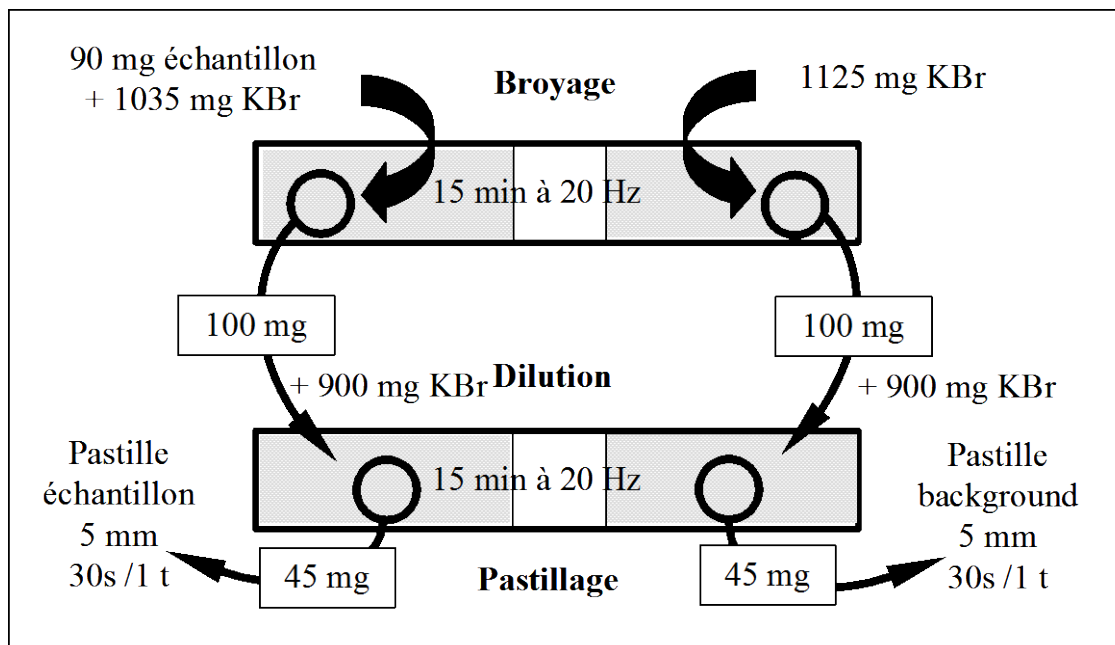 90 mg échantillon
+ 1035 mg KBr
Broyage
1125 mg KBr
15 min à 20 Hz
100 mg
100 mg
+ 900 mg KBr
Dilution
+ 900 mg KBr
15 min à 20 Hz
Pastille
échantillon
5 mm
30s /1 t
45 mg
Pastillage
45 mg
Pastille
background
5 mm
30s /1 t